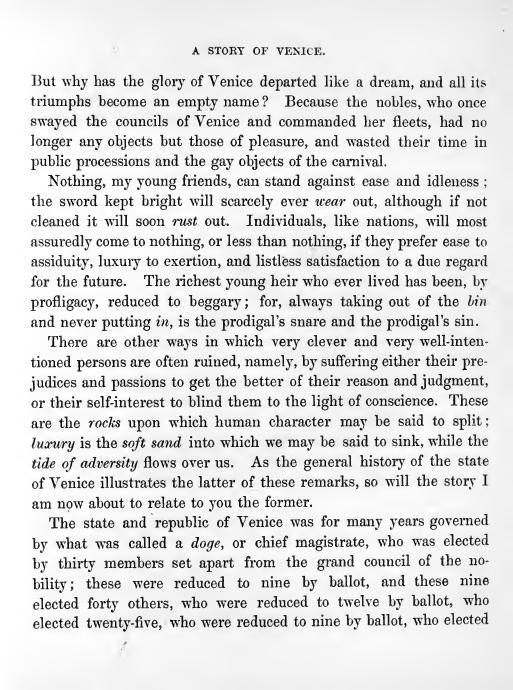 A STORY OF VENICE.
But why has the glory of Venice departed like a dream, and all its
triumphs become an empty name? Because the nobles, who once
swayed the councils of Venice and commanded her fleets, had no
longer any objects but those of pleasure, and wasted their time in
public processions and the gay objects of the carnival.
Nothing, my young friends, can stand against ease and idleness;
the sword kept bright will scarcely ever wear out, although if not
cleaned it will soon rust out. Individuals, like nations, will most
assuredly come to nothing, or less than nothing, if they prefer ease to
assiduity, luxury to exertion, and listless satisfaction to a due regard
for the future. The richest young heir who ever lived has been, by
profligacy, reduced to beggary; for, always taking out of the bin
and never putting in, is the prodigal's snare and the prodigal's sin.
There are other ways in which very clever and very well-inten-
tioned persons are often ruined, namely, by suffering either their pre-
judices and passions to get the better of their reason and judgment,
or their self-interest to blind them to the light of conscience. These
are the rocks upon which human character may be said to split;
luxury is the soft sand into which we may be said to sink, while the
tide of adversity flows over us. As the general history of the state
of Venice illustrates the latter of these remarks, so will the story I
am now about to relate to you the former.
The state and republic of Venice was for many years governed
by what was called a doge, or chief magistrate, who was elected
by thirty members set apart from the grand council of the no-
bility; these were reduced to nine by ballot, and these nine
elected forty others, who were reduced to twelve by ballot, who
elected twenty-five, who were reduced to nine by ballot, who elected